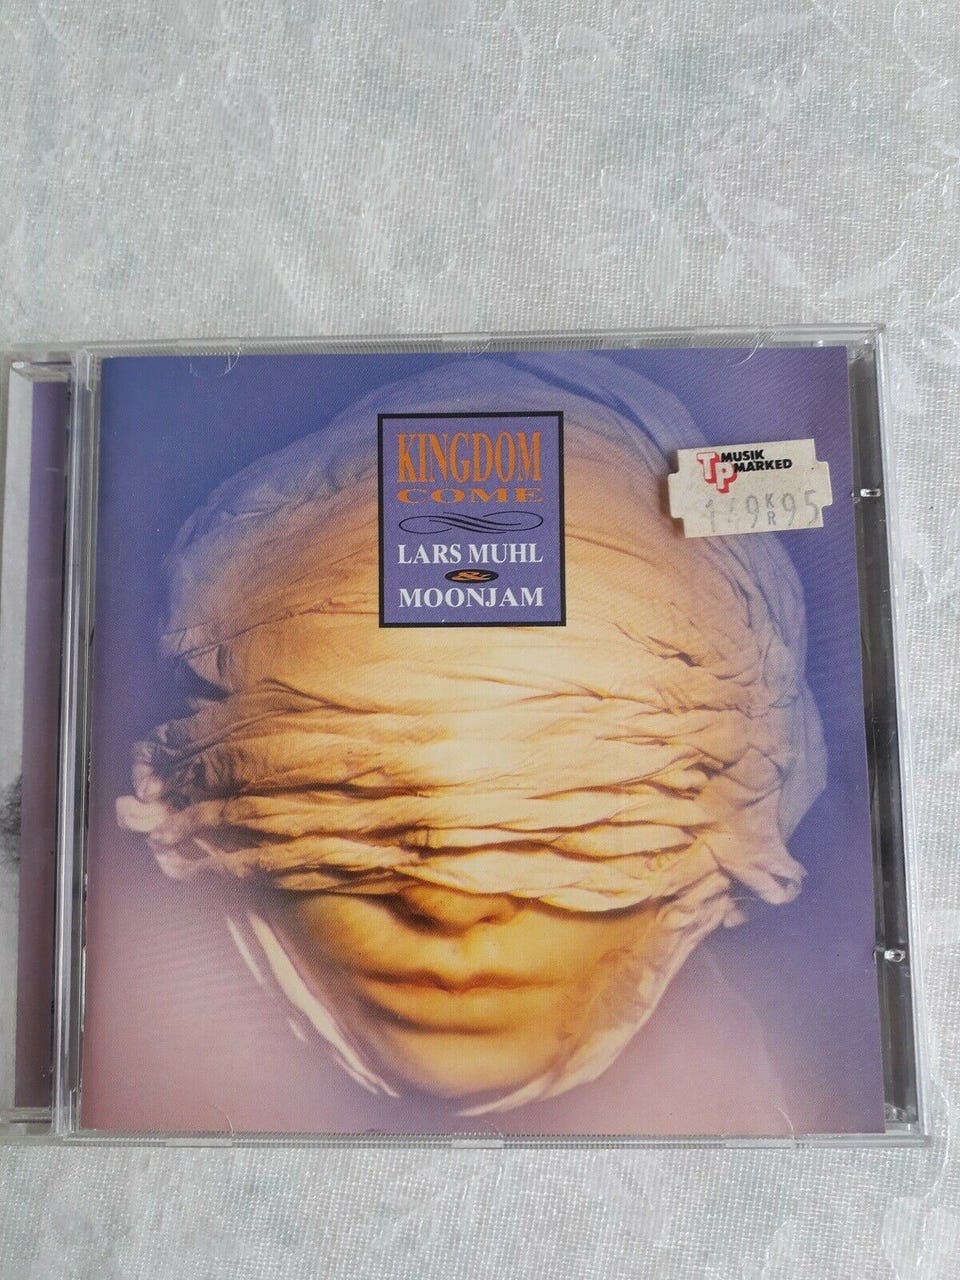 KINGDOM
COME
LARS MUHL
&
MOONJAM
TP MUSIK
MARKED
149 KR 95